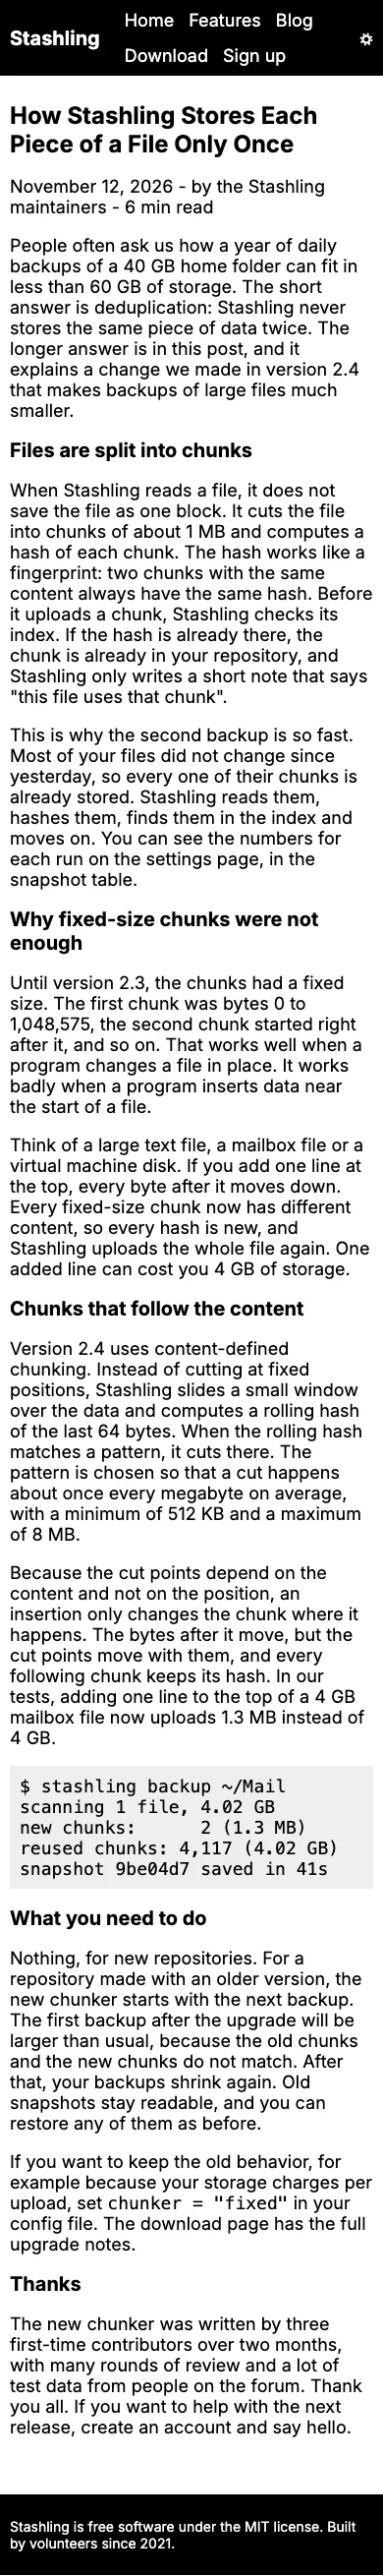 Stashling
Home Features Blog
Download Sign up
How Stashling Stores Each
Piece of a File Only Once
November 12, 2026 - by the Stashling
maintainers - 6 min read
People often ask us how a year of daily
backups of a 40 GB home folder can fit in
less than 60 GB of storage. The short
answer is deduplication: Stashling never
stores the same piece of data twice. The
longer answer is in this post, and it
explains a change we made in version 2.4
that makes backups of large files much
smaller.
Files are split into chunks
When Stashling reads a file, it does not
save the file as one block. It cuts the file
into chunks of about 1 MB and computes a
hash of each chunk. The hash works like a
fingerprint: two chunks with the same
content always have the same hash. Before
it uploads a chunk, Stashling checks its
index. If the hash is already there, the
chunk is already in your repository, and
Stashling only writes a short note that says
"this file uses that chunk".
This is why the second backup is so fast.
Most of your files did not change since
yesterday, so every one of their chunks is
already stored. Stashling reads them,
hashes them, finds them in the index and
moves on. You can see the numbers for
each run on the settings page, in the
snapshot table.
Why fixed-size chunks were not
enough
Until version 2.3, the chunks had a fixed
size. The first chunk was bytes 0 to
1,048,575, the second chunk started right
after it, and so on. That works well when a
program changes a file in place. It works
badly when a program inserts data near
the start of a file.
Think of a large text file, a mailbox file or a
virtual machine disk. If you add one line at
the top, every byte after it moves down.
Every fixed-size chunk now has different
content, so every hash is new, and
Stashling uploads the whole file again. One
added line can cost you 4 GB of storage.
Chunks that follow the content
Version 2.4 uses content-defined
chunking. Instead of cutting at fixed
positions, Stashling slides a small window
over the data and computes a rolling hash
of the last 64 bytes. When the rolling hash
matches a pattern, it cuts there. The
pattern is chosen so that a cut happens
about once every megabyte on average,
with a minimum of 512 KB and a maximum
of 8 MB.
Because the cut points depend on the
content and not on the position, an
insertion only changes the chunk where it
happens. The bytes after it move, but the
cut points move with them, and every
following chunk keeps its hash. In our
tests, adding one line to the top of a 4 GB
mailbox file now uploads 1.3 MB instead of
4 GB.
$ stashling backup ~/Mail
scanning 1 file, 4.02 GB
new chunks:      2 (1.3 MB)
reused chunks: 4,117 (4.02 GB)
snapshot 9be04d7 saved in 41s
What you need to do
Nothing, for new repositories. For a
repository made with an older version, the
new chunker starts with the next backup.
The first backup after the upgrade will be
larger than usual, because the old chunks
and the new chunks do not match. After
that, your backups shrink again. Old
snapshots stay readable, and you can
restore any of them as before.
If you want to keep the old behavior, for
example because your storage charges per
upload, set chunker = "fixed" in your
config file. The download page has the full
upgrade notes.
Thanks
The new chunker was written by three
first-time contributors over two months,
with many rounds of review and a lot of
test data from people on the forum. Thank
you all. If you want to help with the next
release, create an account and say hello.
Stashling is free software under the MIT license. Built
by volunteers since 2021.